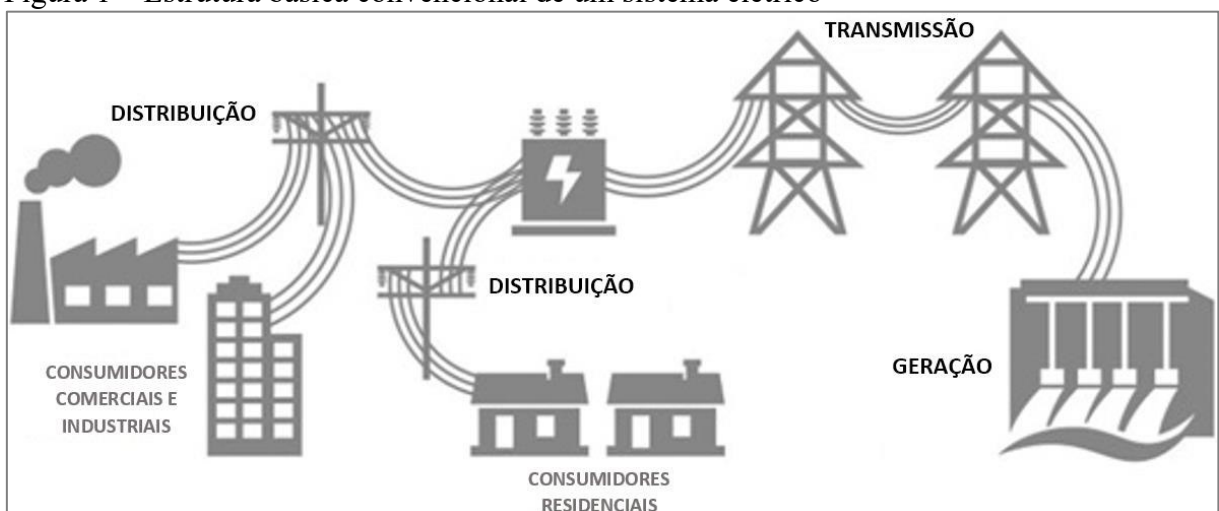 Figura 1 – Estrutura básica convencional de um sistema elétrico
TRANSMISSÃO
DISTRIBUIÇÃO
DISTRIBUIÇÃO
GERAÇÃO
CONSUMIDORES
COMERCIAIS E
INDUSTRIAIS
CONSUMIDORES
RESIDENCIAIS